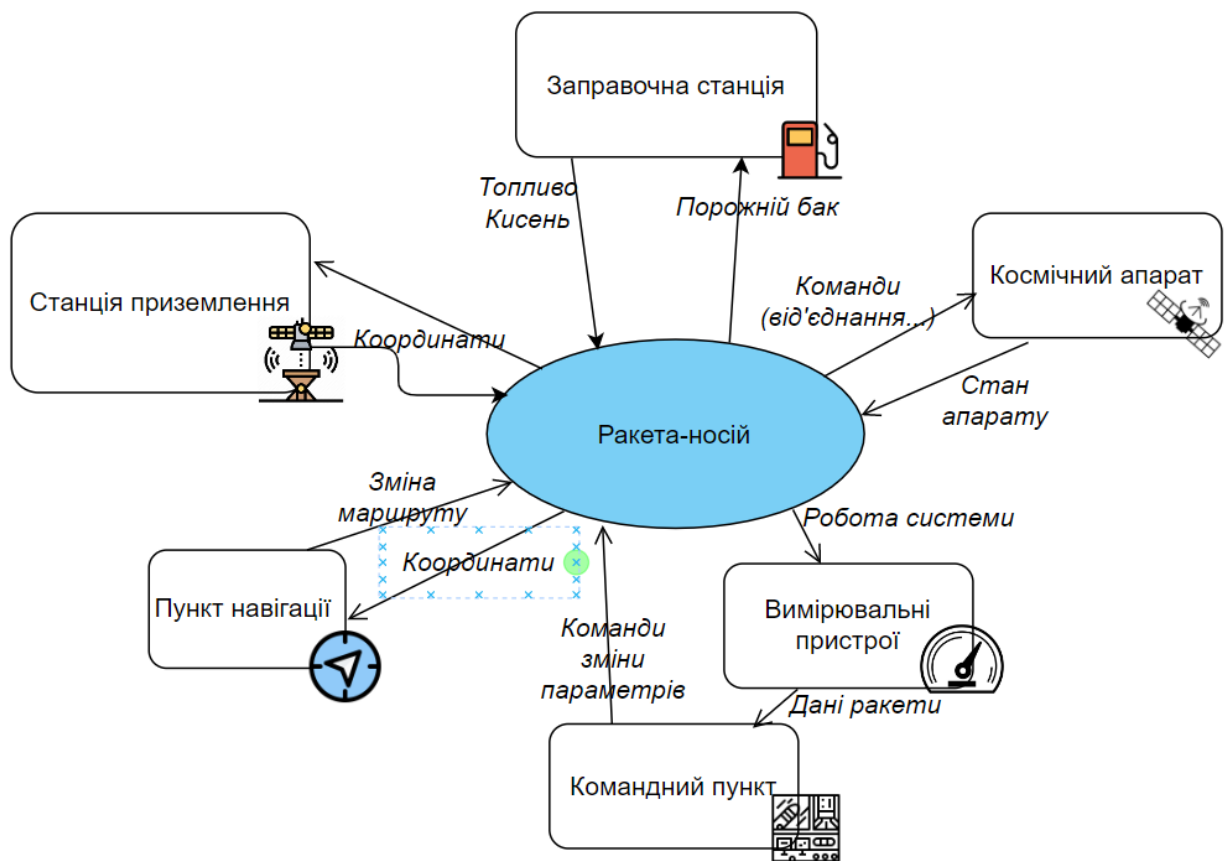 Заправочна станція
Топливо
Кисень
Порожній бак
Станція приземлення
Координати
Команди
(від'єднання...)
Космічний апарат
Стан
апарату
Ракета-носій
Зміна
маршруту
Координати
Пункт навігації
Робота системи
Вимірювальні
пристрої
Команди
зміни
параметрів
Дані ракети
Командний пункт